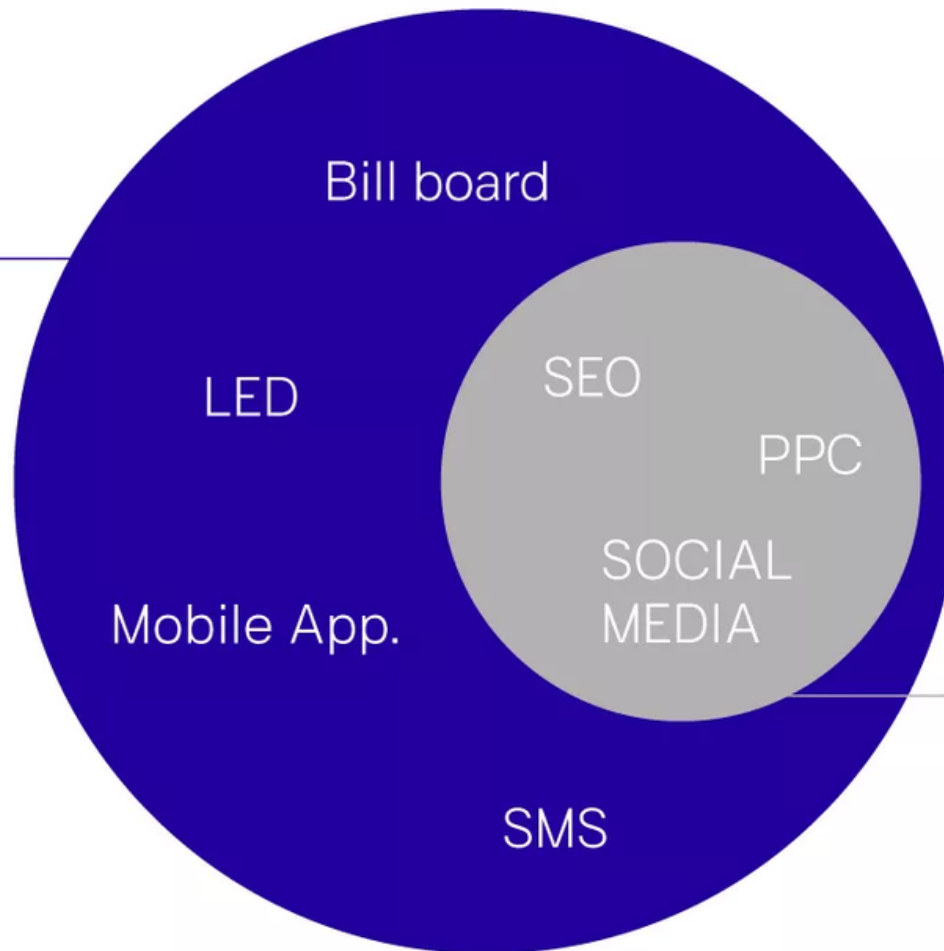 Bill board
SEO
LED
PPC
SOCIAL
MEDIA
Mobile App.
SMS